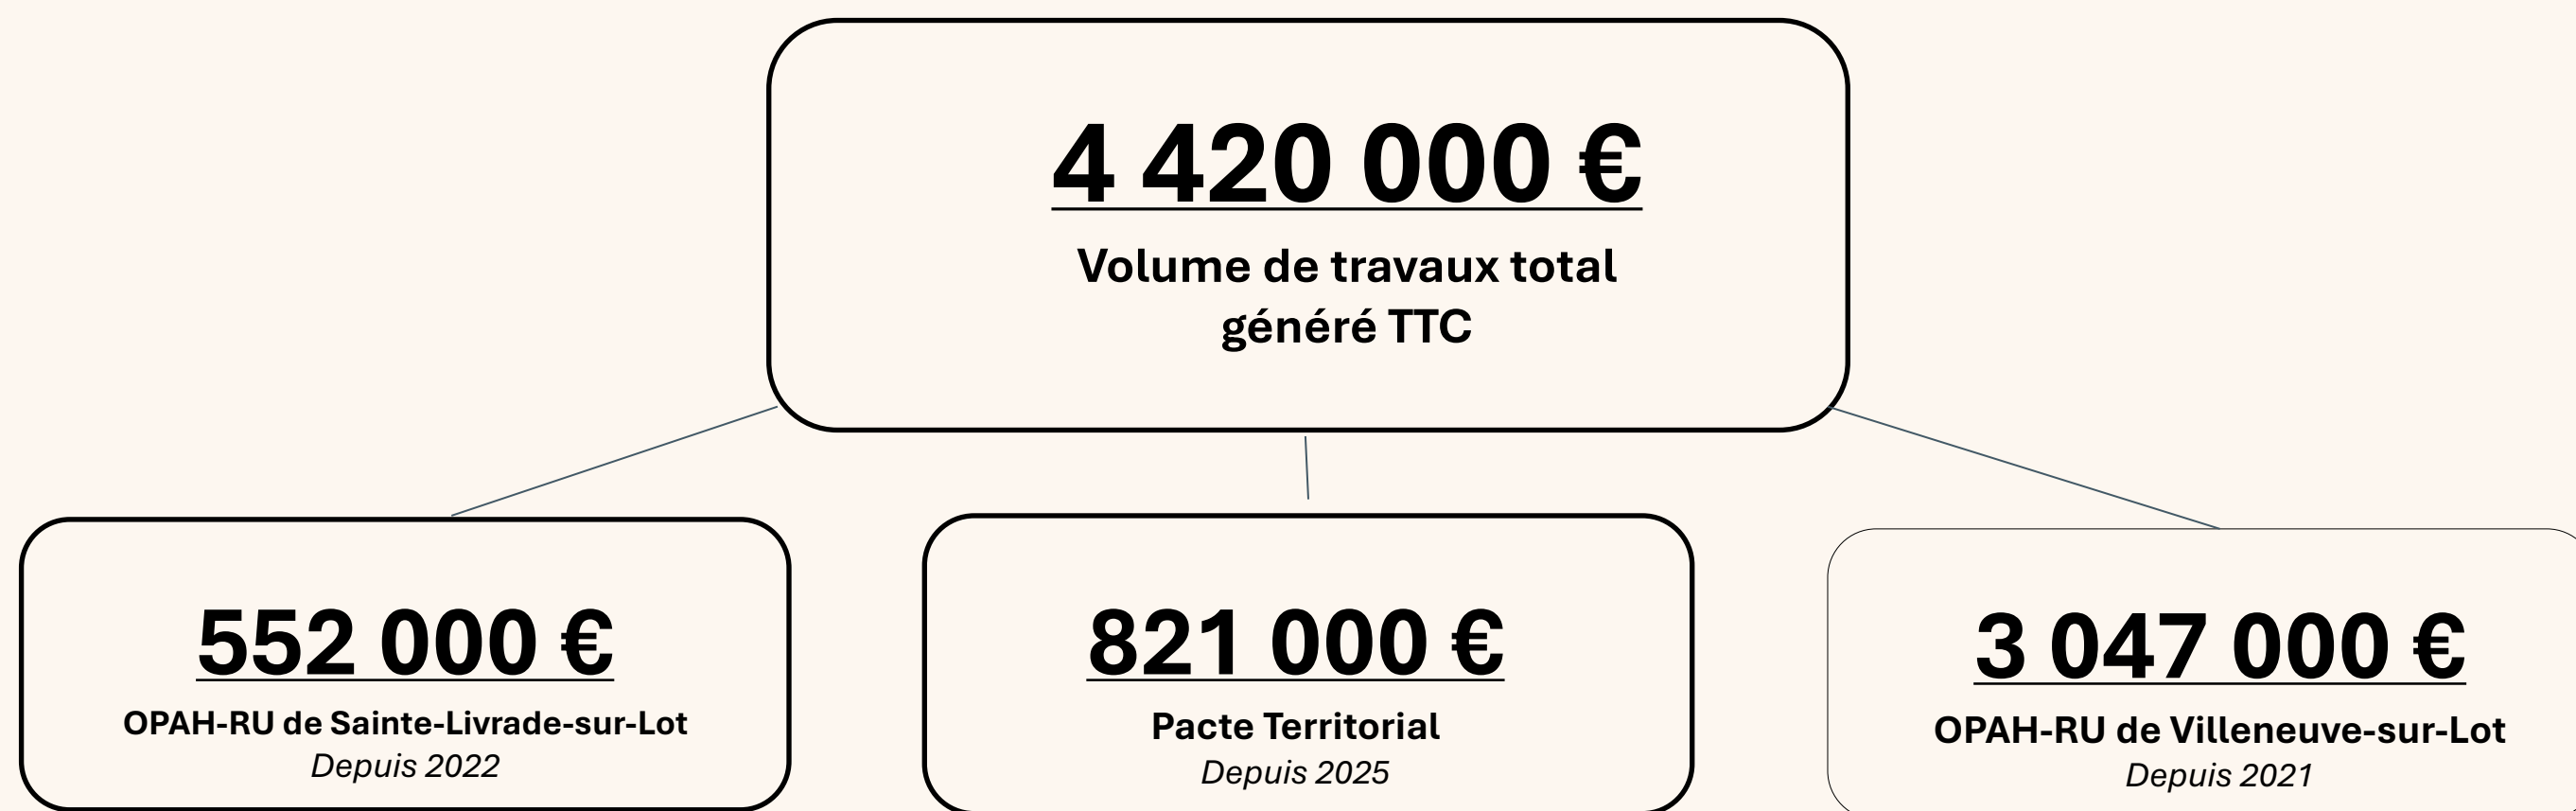 4 420 000 €
Volume de travaux total
généré TTC
552 000 €
OPAH-RU de Sainte-Livrade-sur-Lot
Depuis 2022
821 000 €
Pacte Territorial
Depuis 2025
3 047 000 €
OPAH-RU de Villeneuve-sur-Lot
Depuis 2021